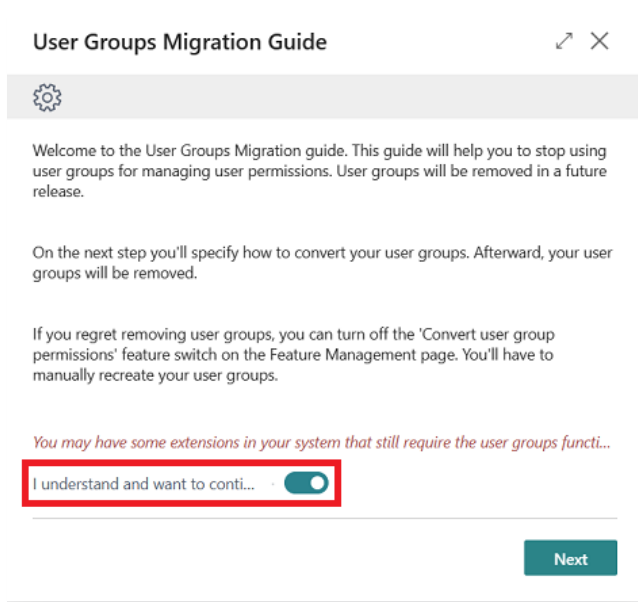 User Groups Migration Guide
Welcome to the User Groups Migration guide. This guide will help you to stop using
user groups for managing user permissions. User groups will be removed in a future
release.
On the next step you'll specify how to convert your user groups. Afterward, your user
groups will be removed.
If you regret removing user groups, you can turn off the 'Convert user group
permissions' feature switch on the Feature Management page. You'll have to
manually recreate your user groups.
You may have some extensions in your system that still require the user groups functi...
I understand and want to conti...
Next